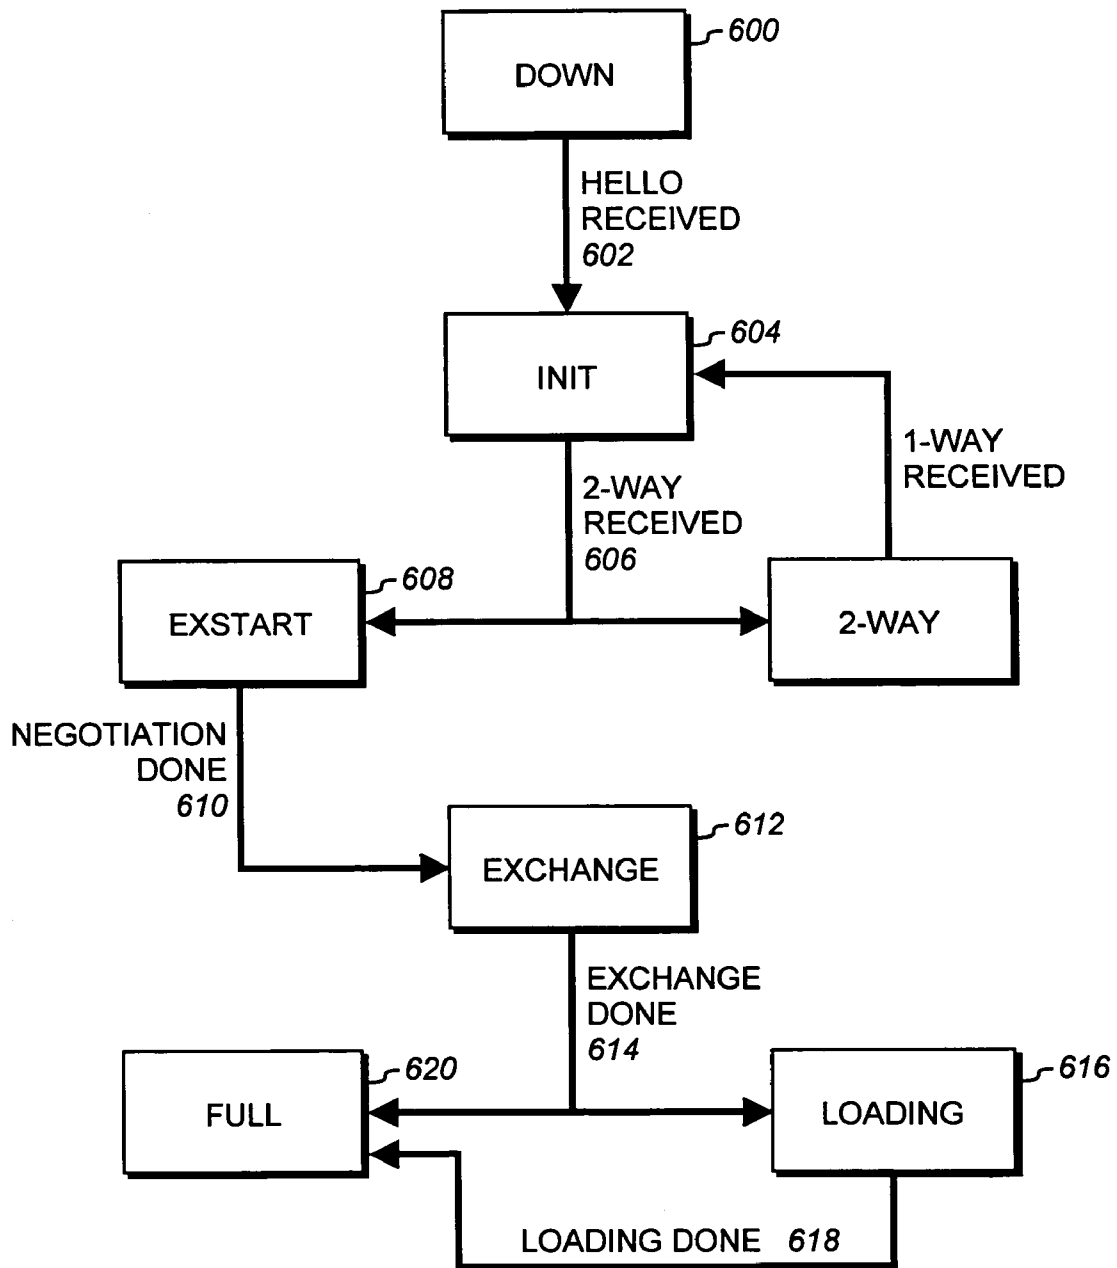 600
DOWN
HELLO
RECEIVED
602
604
INIT
1-WAY
RECEIVED
2-WAY
RECEIVED
606
608
EXSTART
2-WAY
NEGOTIATION
DONE
610
612
EXCHANGE
EXCHANGE
DONE
614
620
616
FULL
LOADING
LOADING DONE 618